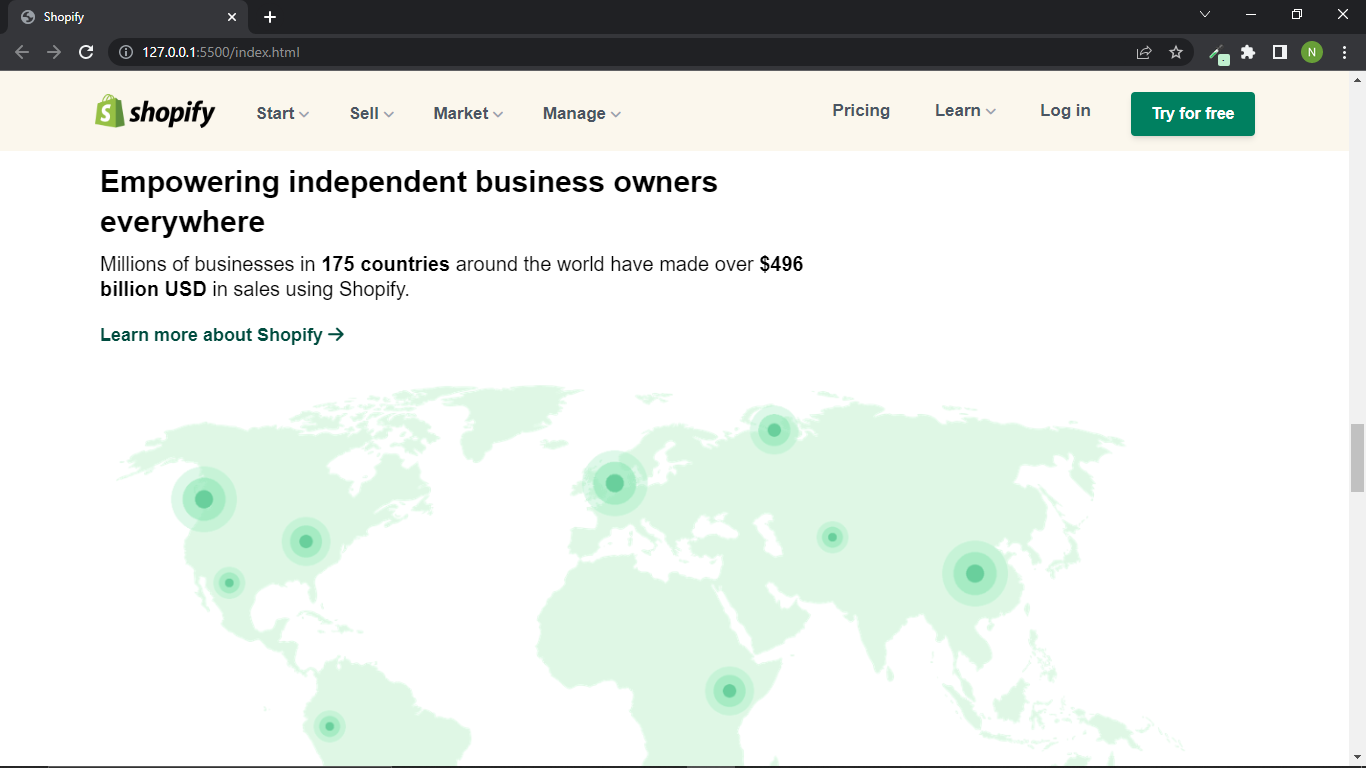 Shopify
127.0.0.1:5500/index.html
N
shopify
Start
Sell
Market
Manage
Pricing
Learn
Log in
Try for free
Empowering independent business owners
everywhere
Millions of businesses in 175 countries around the world have made over $496
billion USD in sales using Shopify.
Learn more about Shopify →